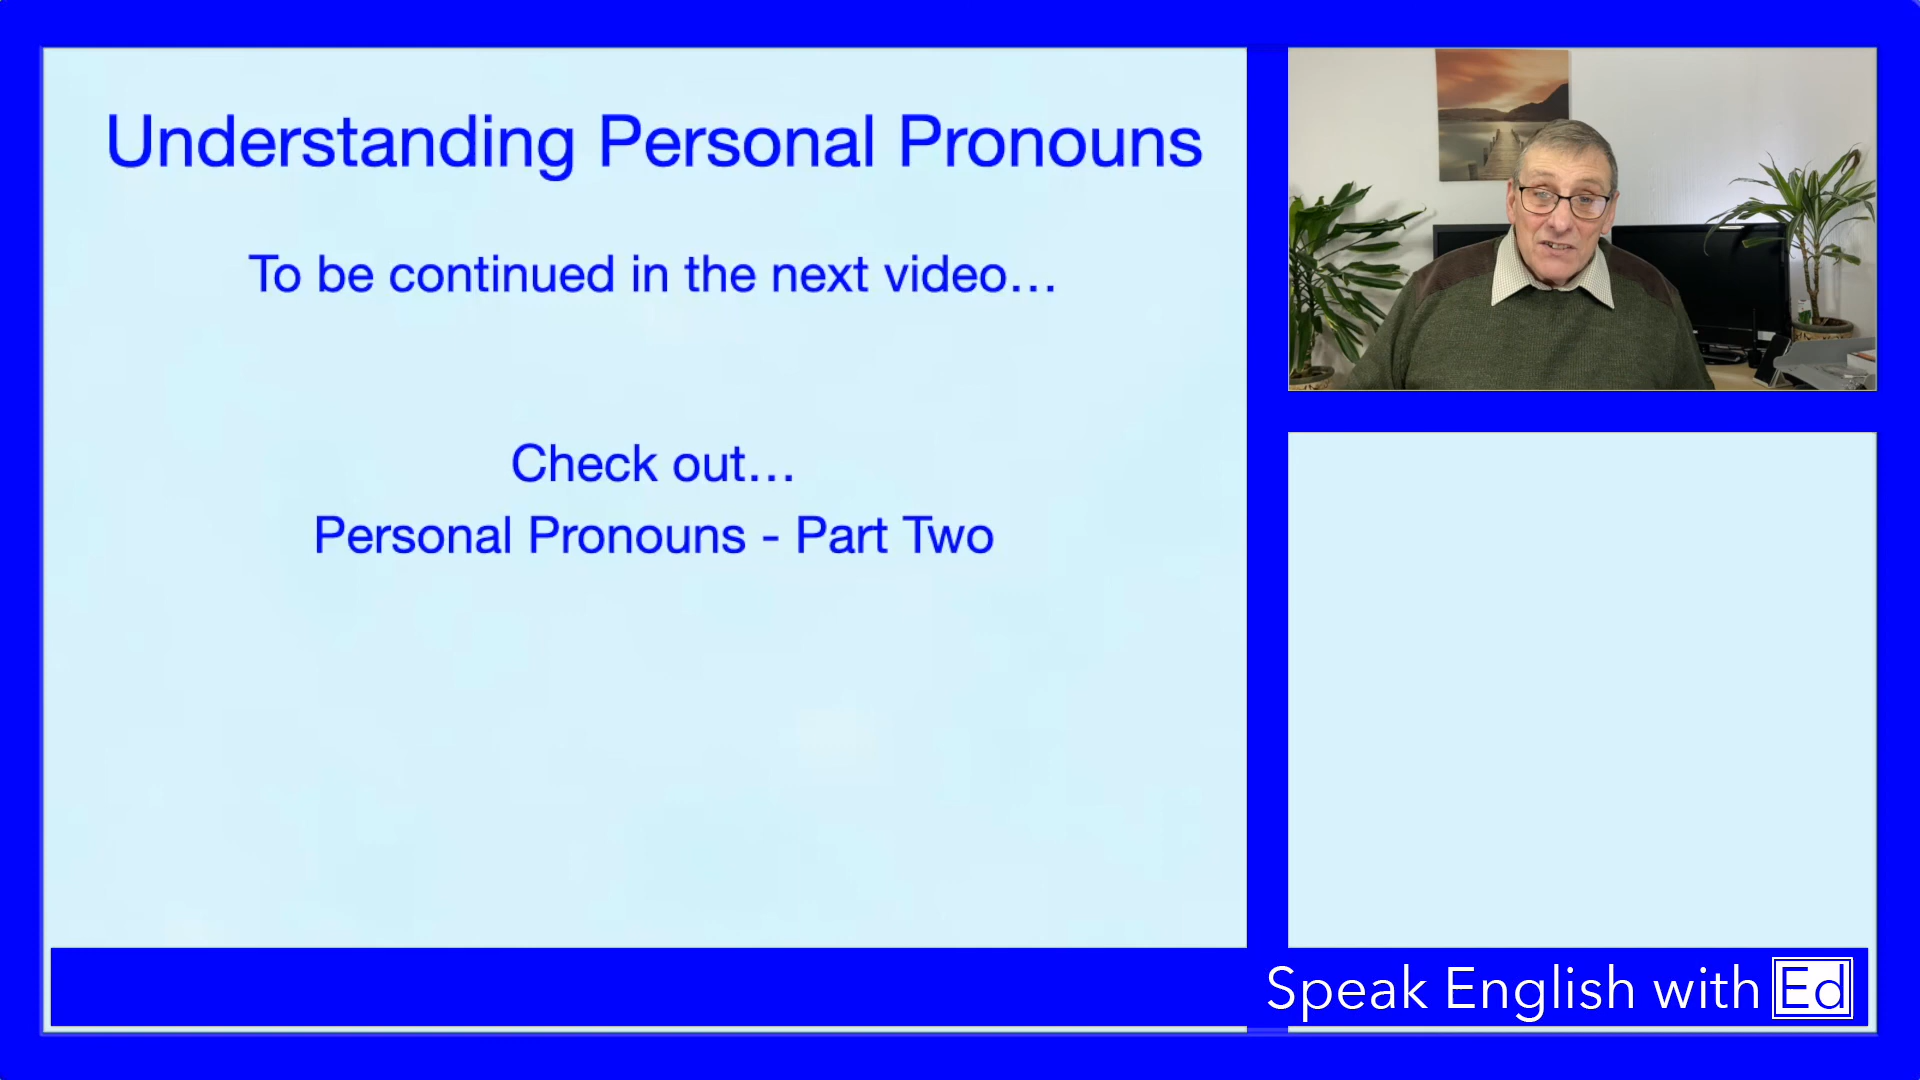 Understanding Personal Pronouns
To be continued in the next video…
Check out…
Personal Pronouns - Part Two
Speak English with Ed